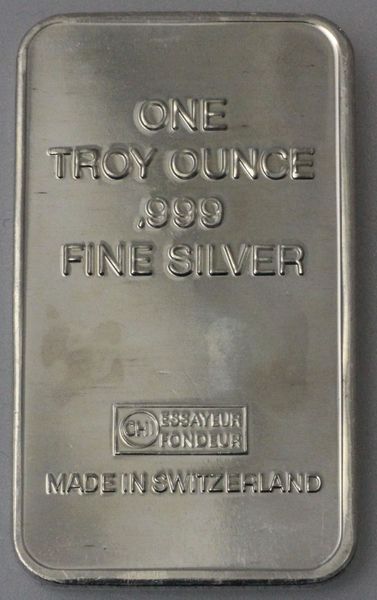 ONE
TROY OUNCE
.999
FINE SILVER
CHI ESSAYEUR
FONDEUR
MADE IN SWITZERLAND